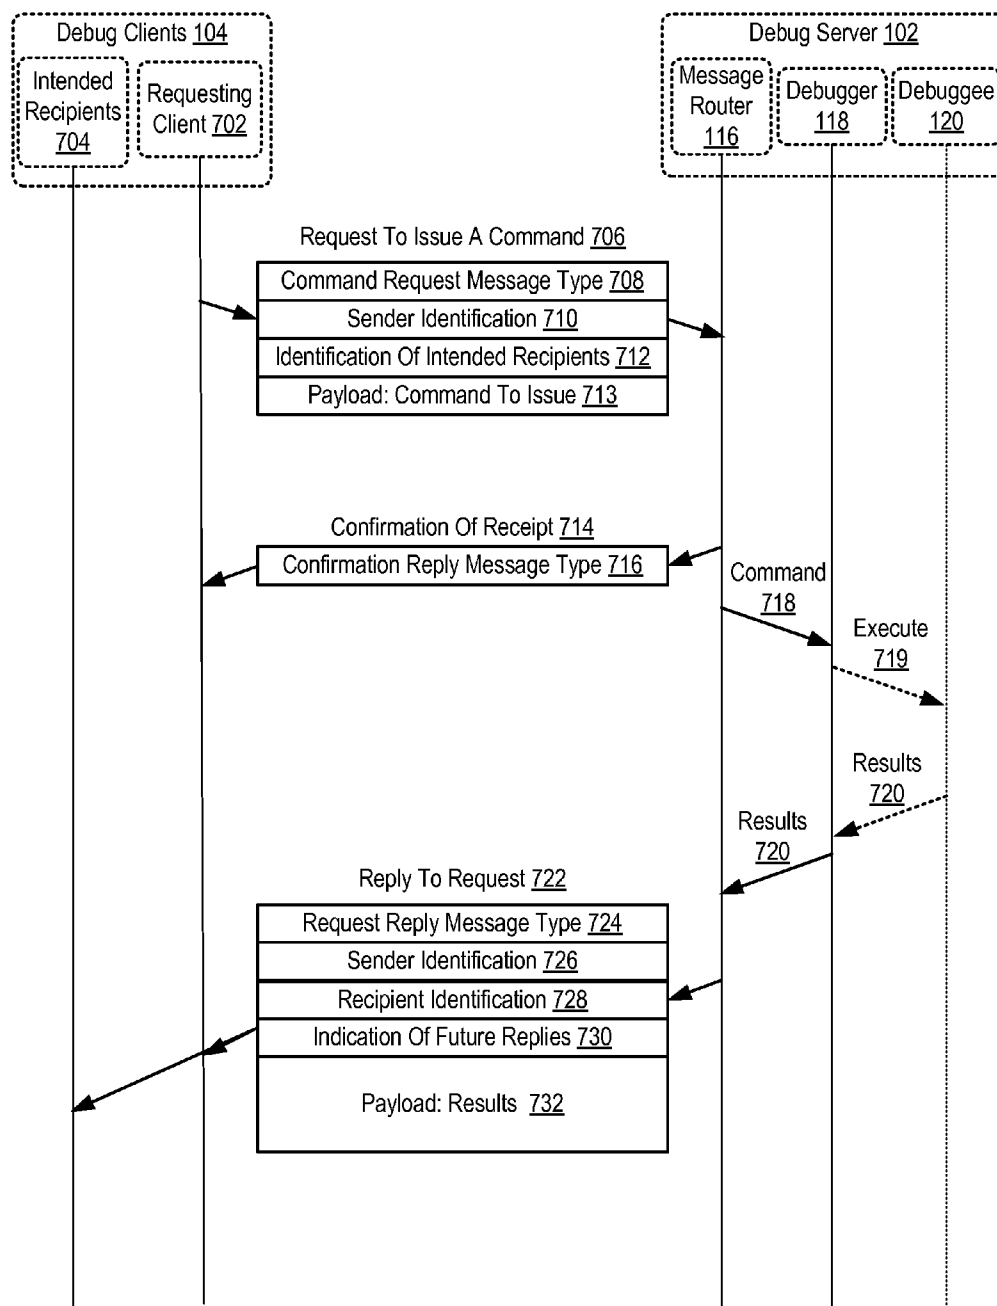 Debug Clients 104
Intended
Recipients
704
Requesting
Client 702
Debug Server 102
Message
Router
116
Debugger
118
Debuggee
120
Request To Issue A Command 706
Command Request Message Type 708
Sender Identification 710
Identification Of Intended Recipients 712
Payload: Command To Issue 713
Confirmation Of Receipt 714
Confirmation Reply Message Type 716
Command
718
Execute
719
Results
720
Results
720
Reply To Request 722
Request Reply Message Type 724
Sender Identification 726
Recipient Identification 728
Indication Of Future Replies 730
Payload: Results 732